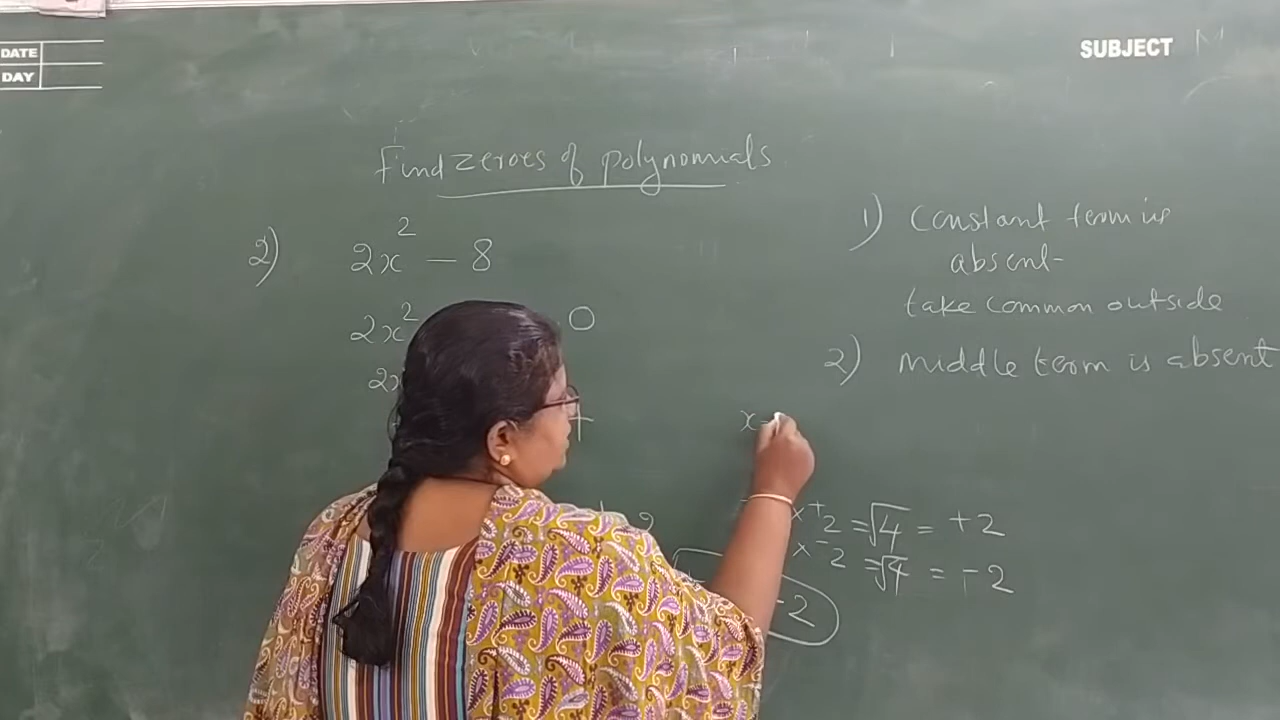 DATE
DAY
SUBJECT
Find zeroes of polynomials
2) 2x² - 8
2x² 0
2x
1) Constant term is
absent
take common outside
2) Middle term is absent
x
x + 2 = √4 = +2
x - 2 = √4 = -2
-2